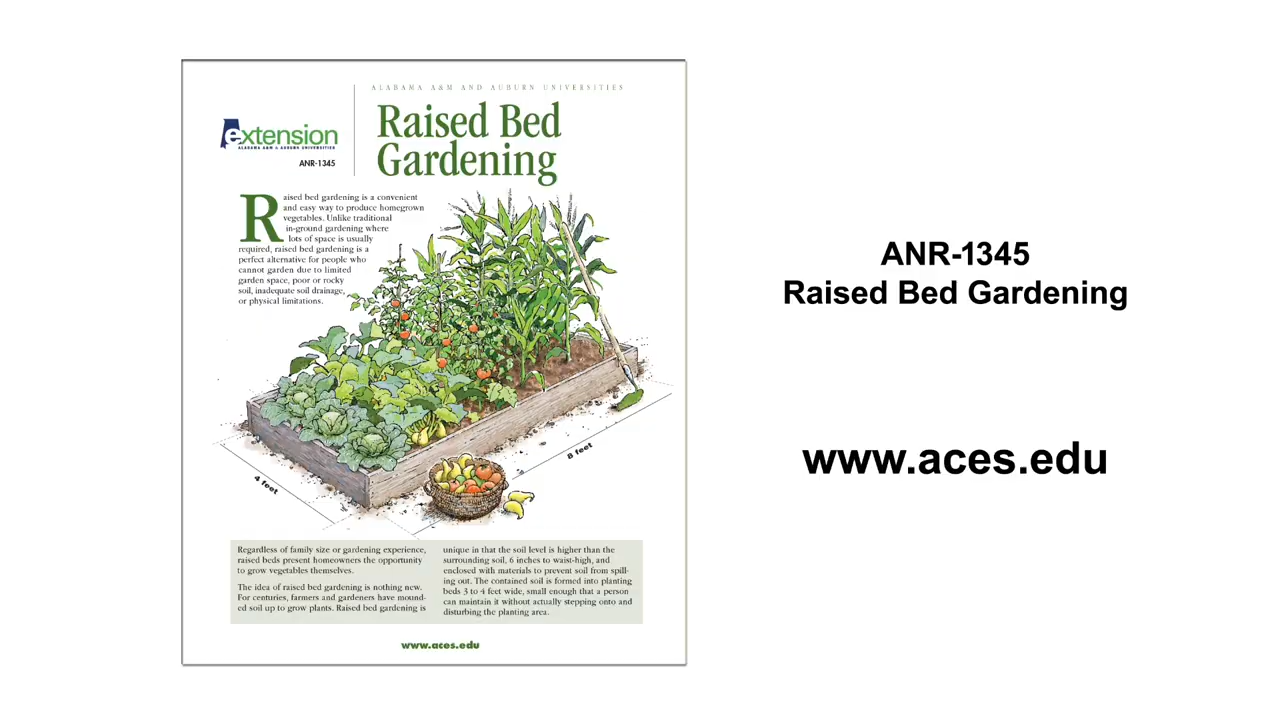 ALABAMA A&M AND AUBURN UNIVERSITIES
extension
ALABAMA A&M & AUBURN UNIVERSITIES
ANR-1345
Raised Bed
Gardening
Raised bed gardening is a convenient
and easy way to produce homegrown
vegetables. Unlike traditional
in-ground gardening where
lots of space is usually
required, raised bed gardening is a
perfect alternative for people who
cannot garden due to limited
garden space, poor or rocky
soil, inadequate soil drainage,
or physical limitations.
4 feet
8 feet
Regardless of family size or gardening experience,
raised beds present homeowners the opportunity
to grow vegetables themselves.
The idea of raised bed gardening is nothing new.
For centuries, farmers and gardeners have mound-
ed soil up to grow plants. Raised bed gardening is
unique in that the soil level is higher than the
surrounding soil, 6 inches to waist-high, and
enclosed with materials to prevent soil from spill-
ing out. The contained soil is formed into planting
beds 3 to 4 feet wide, small enough that a person
can maintain it without actually stepping onto and
disturbing the planting area.
www.aces.edu
ANR-1345
Raised Bed Gardening
www.aces.edu